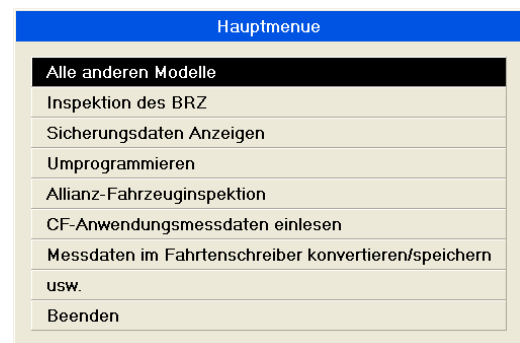 Hauptmenue
Alle anderen Modelle
Inspektion des BRZ
Sicherungsdaten Anzeigen
Umprogrammieren
Allianz-Fahrzeuginspektion
CF-Anwendungsmessdaten einlesen
Messdaten im Fahrtenschreiber konvertieren/speichern
usw.
Beenden